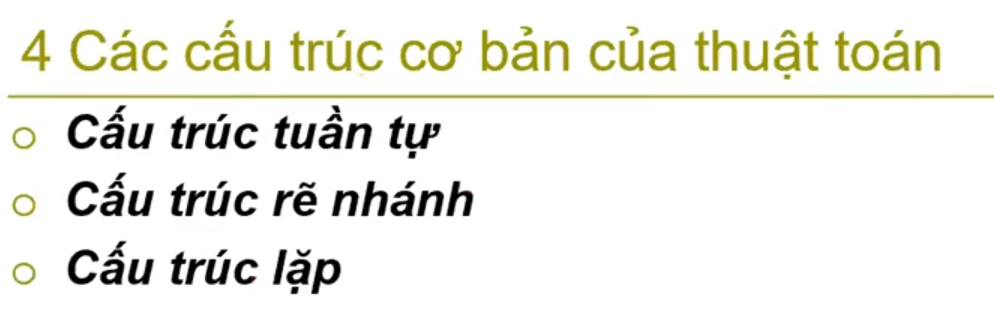 4 Các cấu trúc cơ bản của thuật toán
Cấu trúc tuần tự
Cấu trúc rẽ nhánh
Cấu trúc lặp